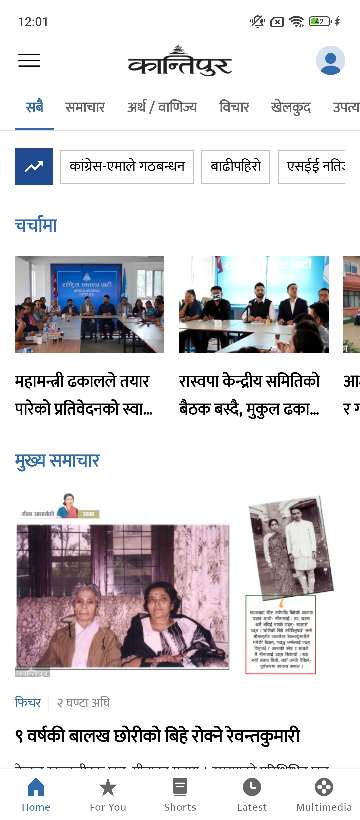 12:01
42
कान्तिपुर
सबै
समाचार
अर्थ / वाणिज्य
विचार
खेलकुद
उपत्य
कांग्रेस-एमाले गठबन्धन
बाढीपहिरो
एसईई नतिज
चर्चामा
महामन्त्री ढकालले तयार
पारेको प्रतिवेदनको स्वा...
रास्वपा केन्द्रीय समितिको
बैठक बस्दै, मुकुल ढका...
मुख्य समाचार
फिचर
२ घण्टा अघि
९ वर्षकी बालख छोरीको बिहे रोक्ने रेवन्तकुमारी
Home
For You
Shorts
Latest
Multimedia